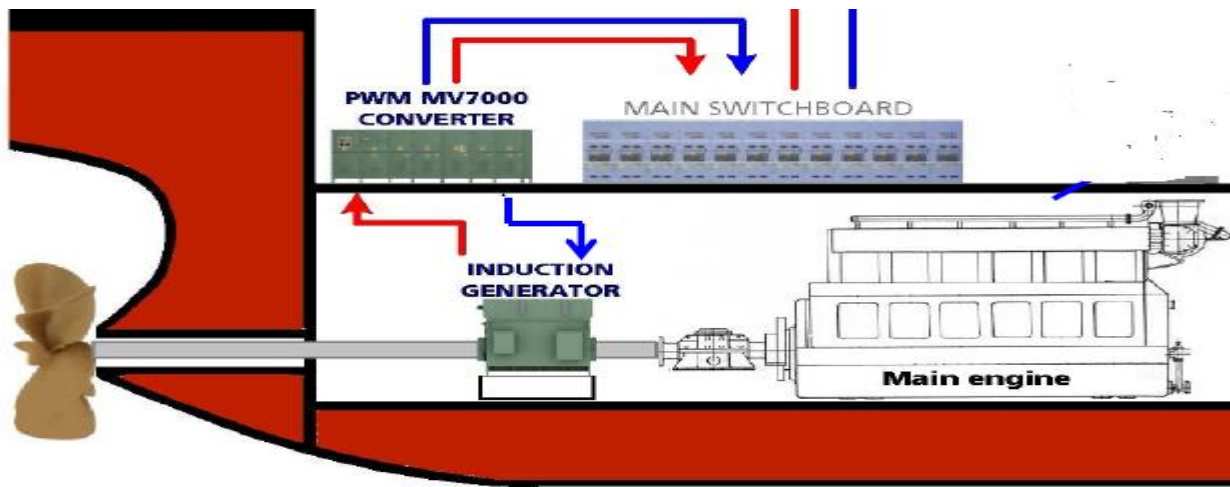 PWM MV7000
CONVERTER
MAIN SWITCHBOARD
INDUCTION
GENERATOR
Main engine